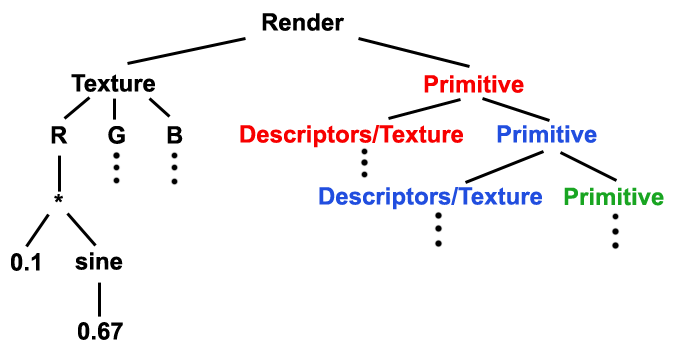 Render
Texture
Primitive
R
G
B
Descriptors/Texture
Primitive
*
Descriptors/Texture
Primitive
0.1
sine
0.67